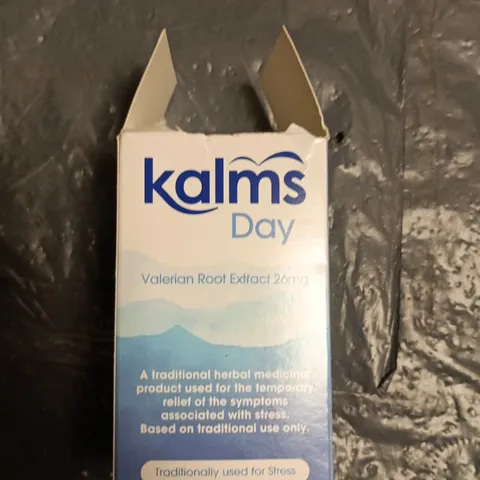 kalms
Day
Valerian Root Extract 26mg
A traditional herbal medicinal
product used for the temporary
relief of the symptoms
associated with stress.
Based on traditional use only.
Traditionally used for Stress